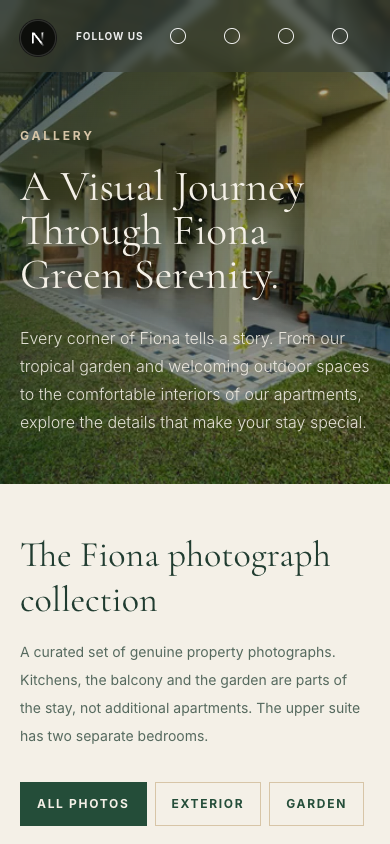 N
FOLLOW US
GALLERY
A Visual Journey
Through Fiona
Green Serenity.
Every corner of Fiona tells a story. From our
tropical garden and welcoming outdoor spaces
to the comfortable interiors of our apartments,
explore the details that make your stay special.
The Fiona photograph
collection
A curated set of genuine property photographs.
Kitchens, the balcony and the garden are parts of
the stay, not additional apartments. The upper suite
has two separate bedrooms.
ALL PHOTOS
EXTERIOR
GARDEN